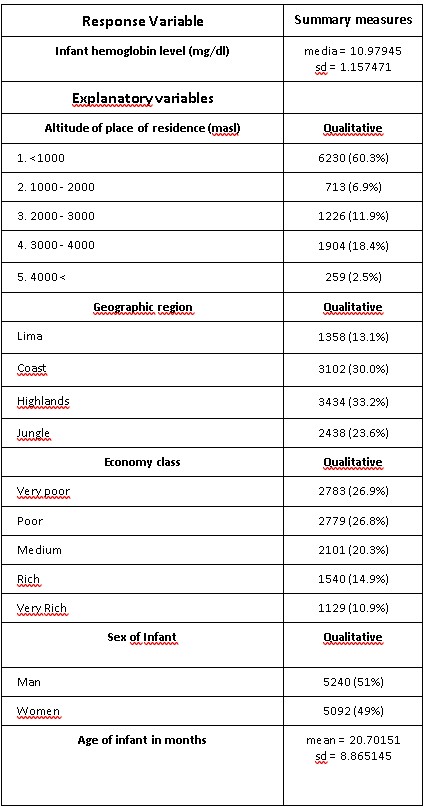 Response Variable Summary measures
Infant hemoglobin level (mg/dl) media = 10.97945
sd = 1.157471
Explanatory variables
Altitude of place of residence (masl) Qualitative
1. <1000 6230 (60.3%)
2. 1000 - 2000 713 (6.9%)
3. 2000 - 3000 1226 (11.9%)
4. 3000 - 4000 1904 (18.4%)
5. 4000 < 259 (2.5%)
Geographic region Qualitative
Lima 1358 (13.1%)
Coast 3102 (30.0%)
Highlands 3434 (33.2%)
Jungle 2438 (23.6%)
Economy class Qualitative
Very poor 2783 (26.9%)
Poor 2779 (26.8%)
Medium 2101 (20.3%)
Rich 1540 (14.9%)
Very Rich 1129 (10.9%)
Sex of Infant Qualitative
Man 5240 (51%)
Women 5092 (49%)
Age of infant in months mean = 20.70151
sd = 8.865145